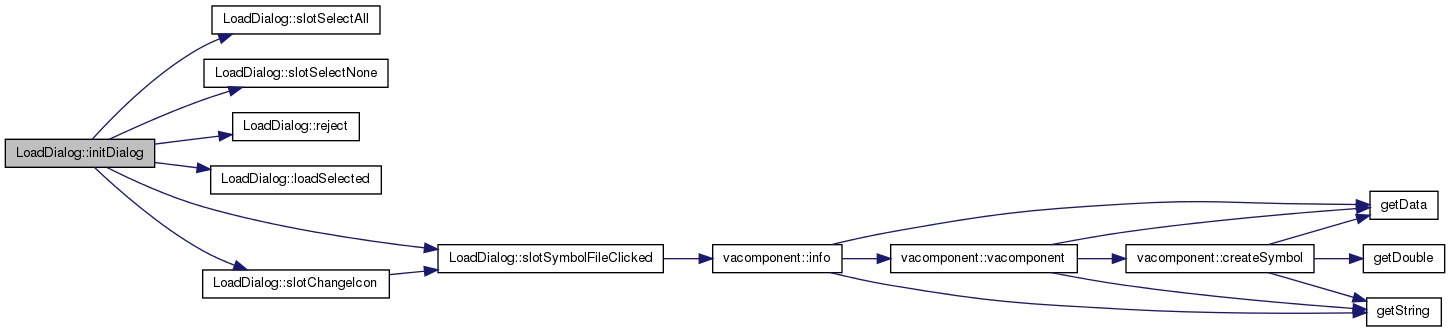 LoadDialog::slotSelectAll
LoadDialog::slotSelectNone
LoadDialog::reject
LoadDialog::initDialog
LoadDialog::loadSelected
getData
LoadDialog::slotSymbolFileClicked
vacomponent::info
vacomponent::vacomponent
vacomponent::createSymbol
getDouble
LoadDialog::slotChangeIcon
getString